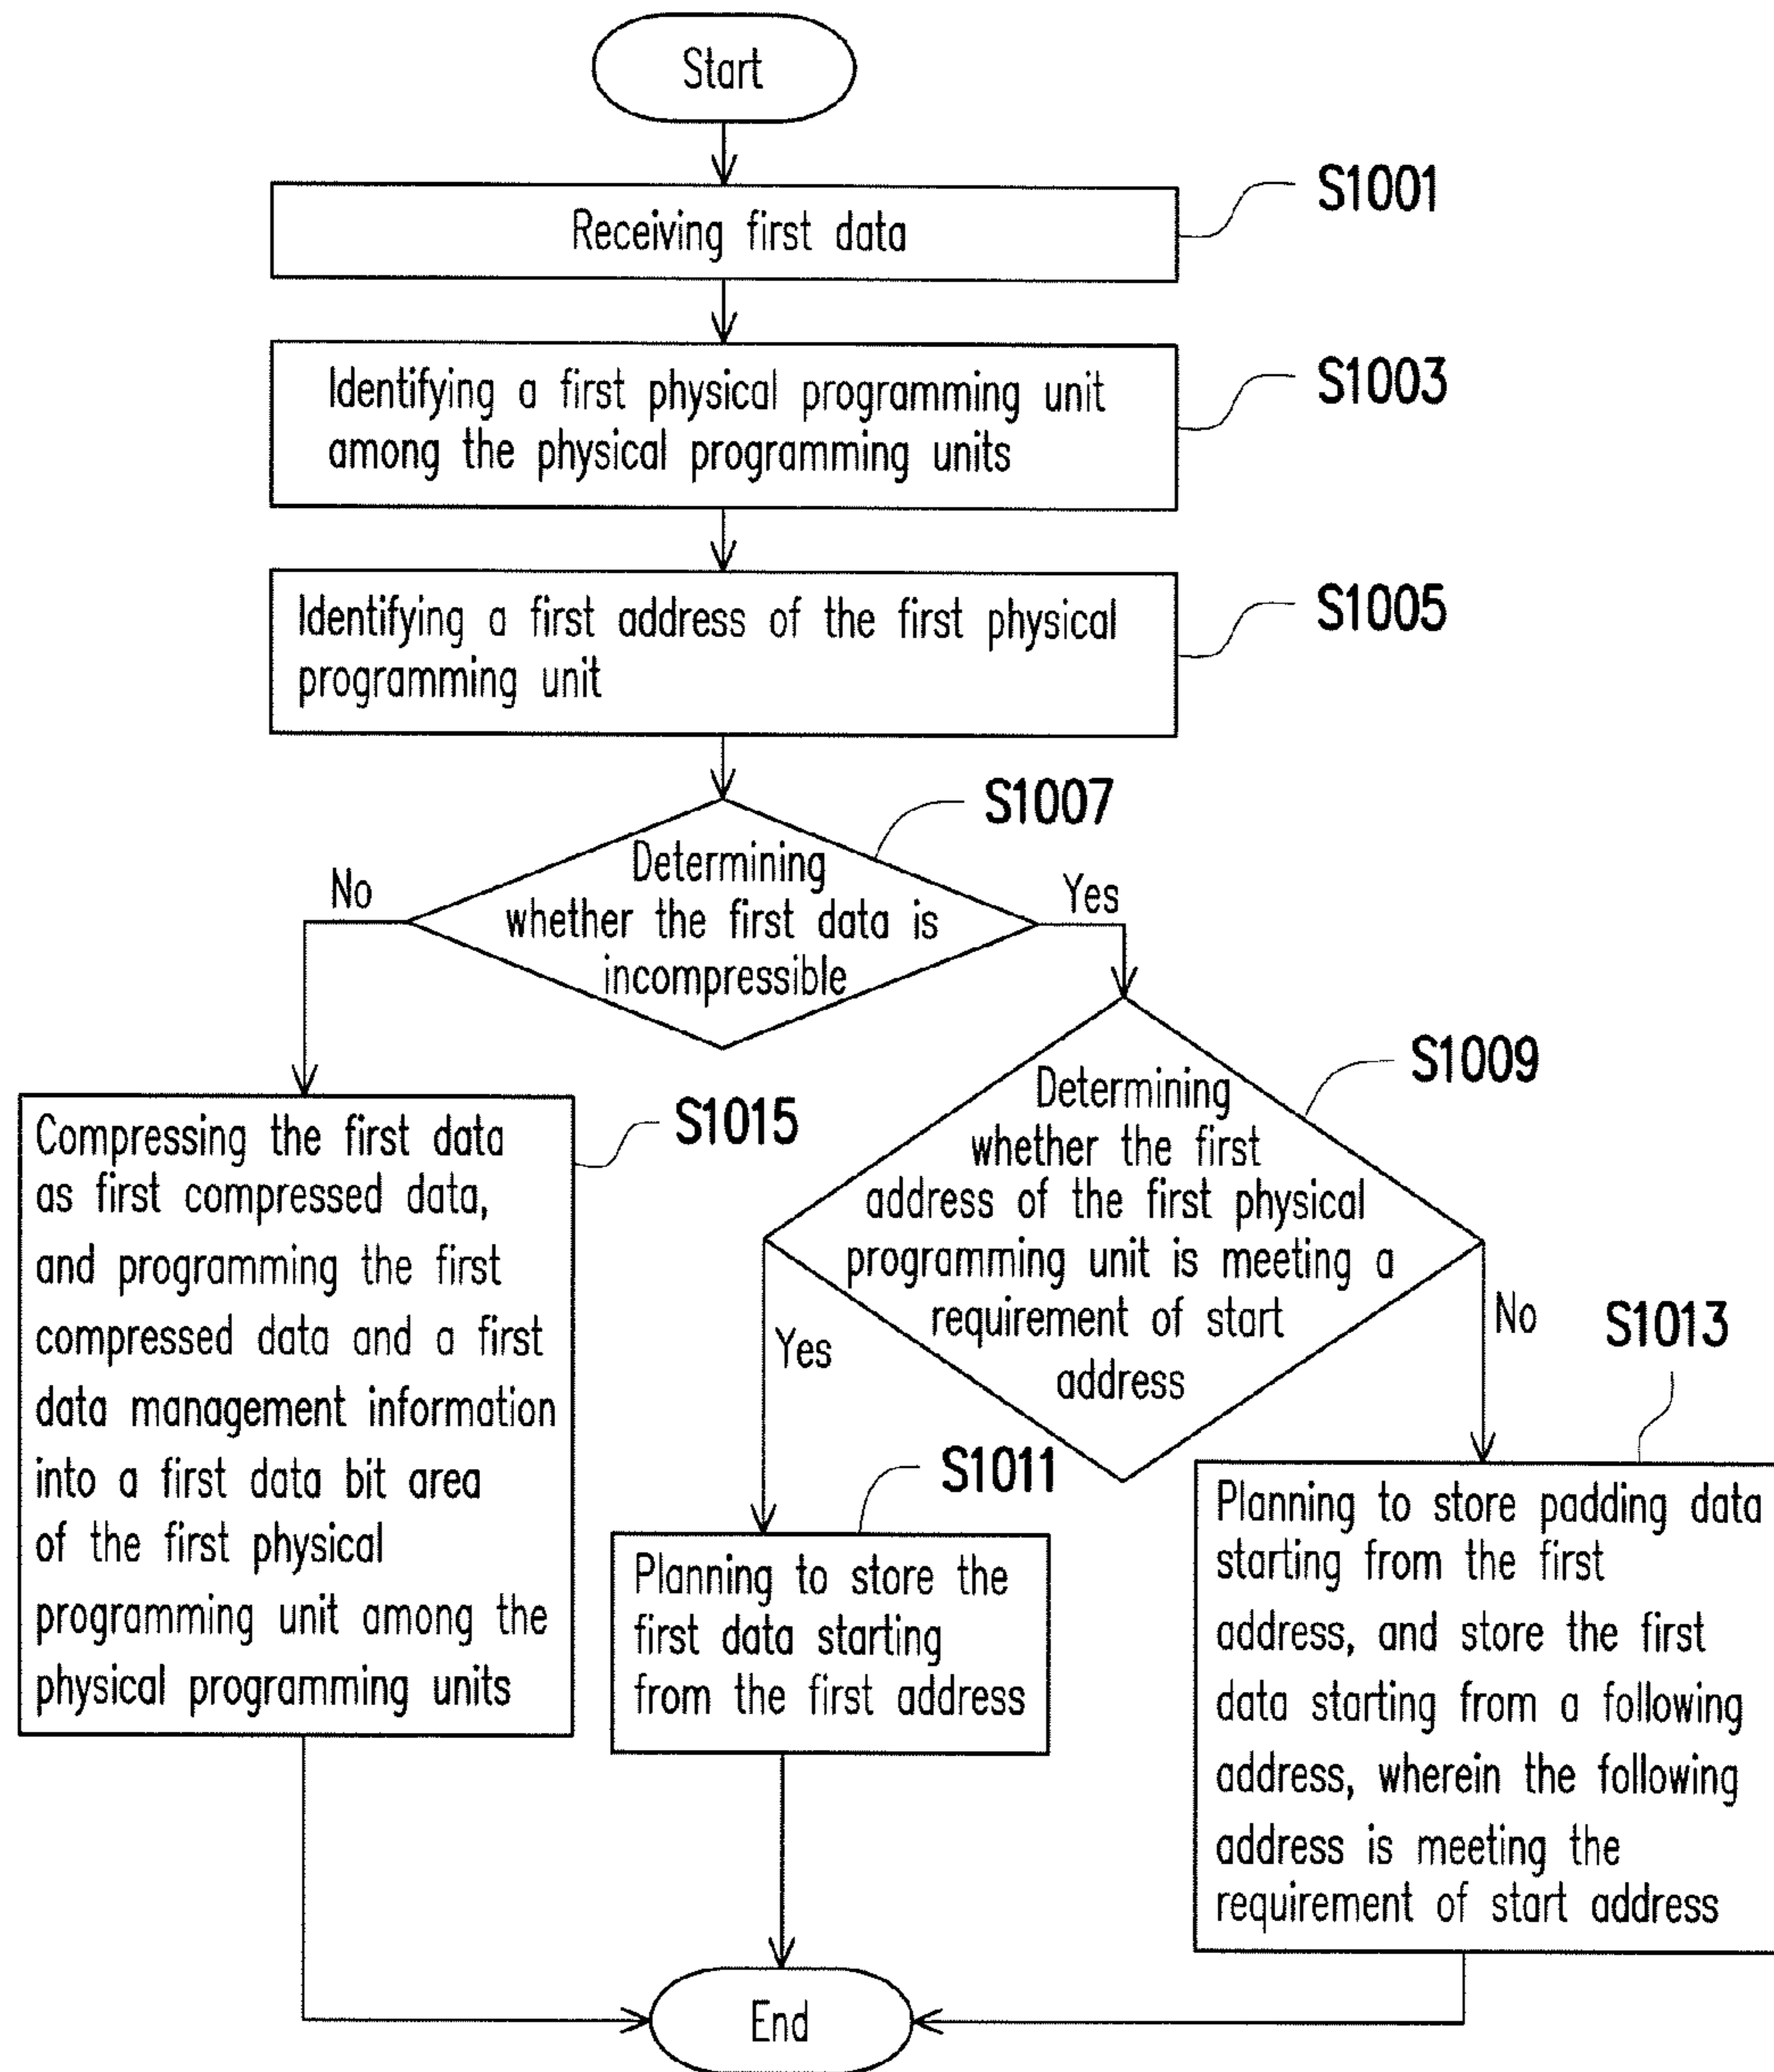 Start
Receiving first data
S1001
Identifying a first physical programming unit
among the physical programming units
S1003
Identifying a first address of the first physical
programming unit
S1005
Determining
whether the first data is
incompressible
S1007
No
Yes
Compressing the first data
as first compressed data,
and programming the first
compressed data and a first
data management information
into a first data bit area
of the first physical
programming unit among the
physical programming units
S1015
Determining
whether the first
address of the first physical
programming unit is meeting a
requirement of start
address
S1009
Yes
No
Planning to store the
first data starting
from the first address
S1011
Planning to store padding data
starting from the first
address, and store the first
data starting from a following
address, wherein the following
address is meeting the
requirement of start address
S1013
End